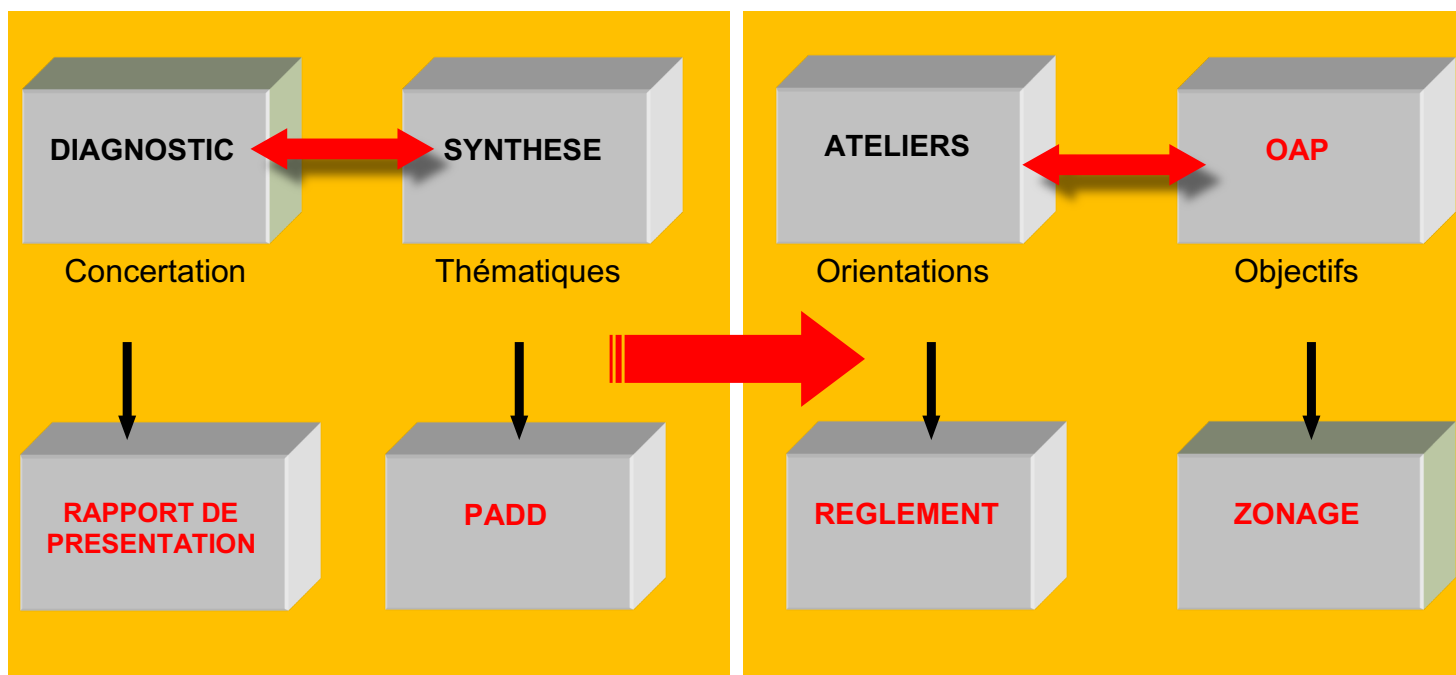 DIAGNOSTIC
SYNTHESE
ATELIERS
OAP
Concertation
Thématiques
Orientations
Objectifs
RAPPORT DE
PRESENTATION
PADD
REGLEMENT
ZONAGE